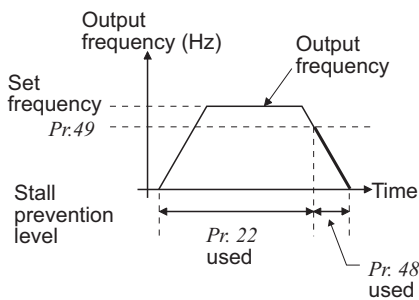 Output
frequency (Hz)
Output
frequency
Set
frequency
Pr.49
Time
Stall
prevention
level
Pr. 22
used
Pr. 48
used